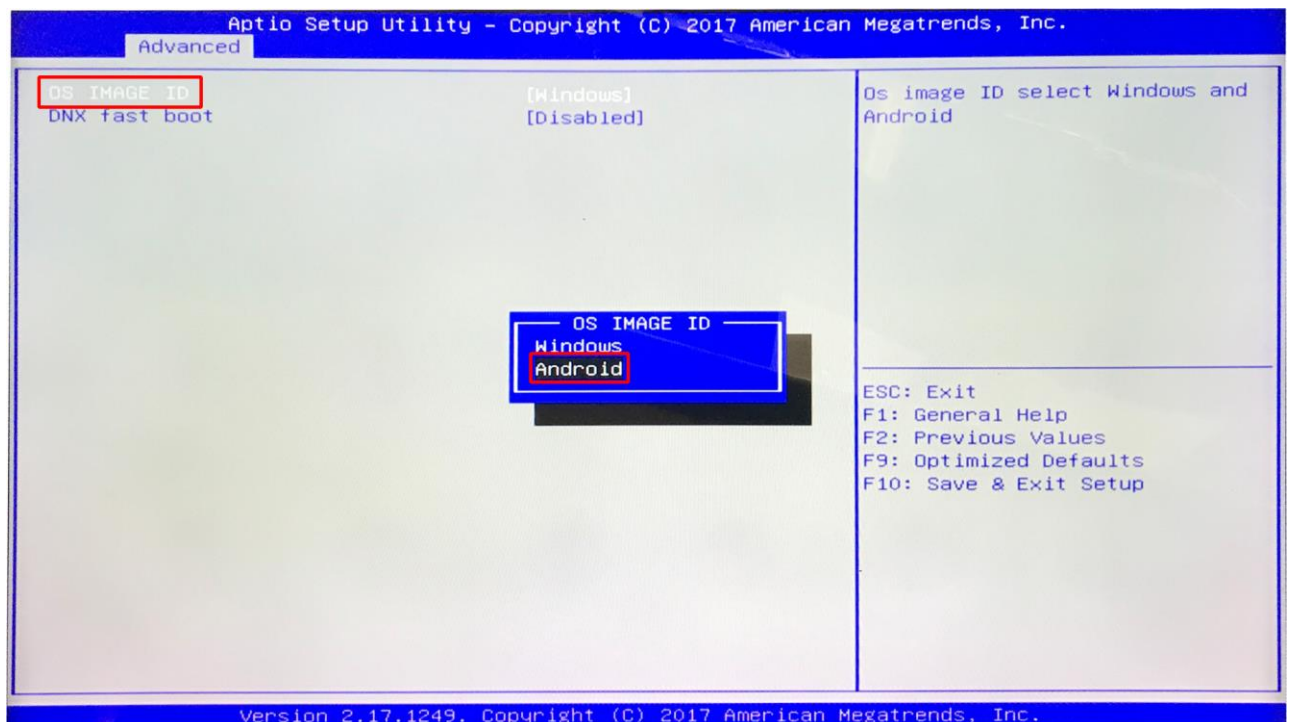 Aptio Setup Utility – Copyright (C) 2017 American Megatrends, Inc.
Advanced
OS IMAGE ID [Windows]
DNX fast boot [Disabled]
Os image ID select Windows and
Android
OS IMAGE ID
Windows
Android
ESC: Exit
F1: General Help
F2: Previous Values
F9: Optimized Defaults
F10: Save & Exit Setup
Version 2.17.1249. Copyright (C) 2017 American Megatrends, Inc.